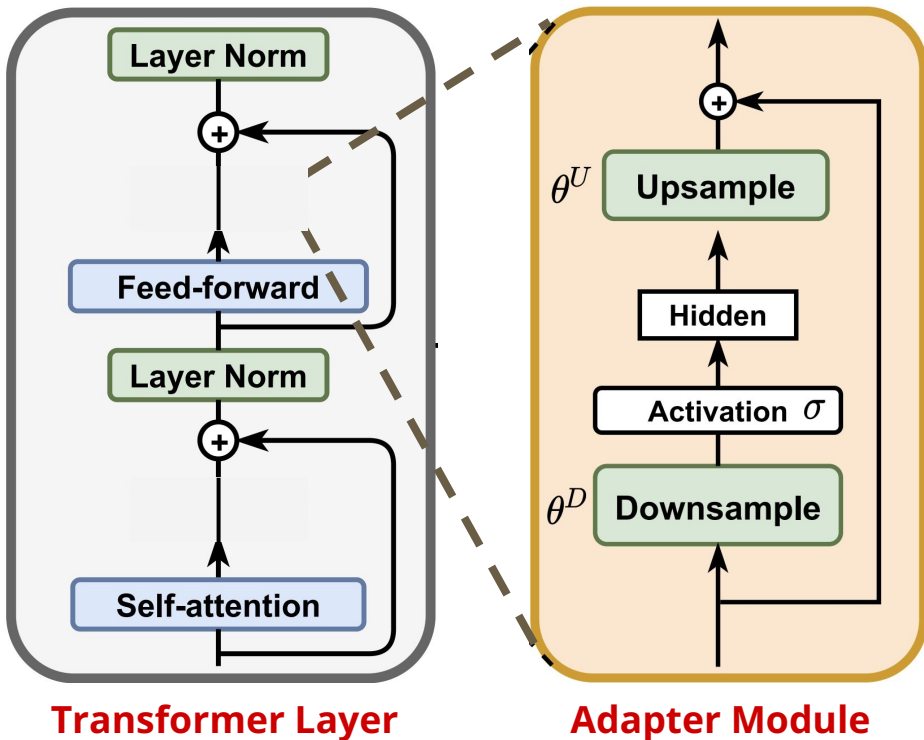 Layer Norm
+
Feed-forward
Layer Norm
+
Self-attention
Transformer Layer
+
θ^U
Upsample
Hidden
Activation σ
θ^D
Downsample
Adapter Module